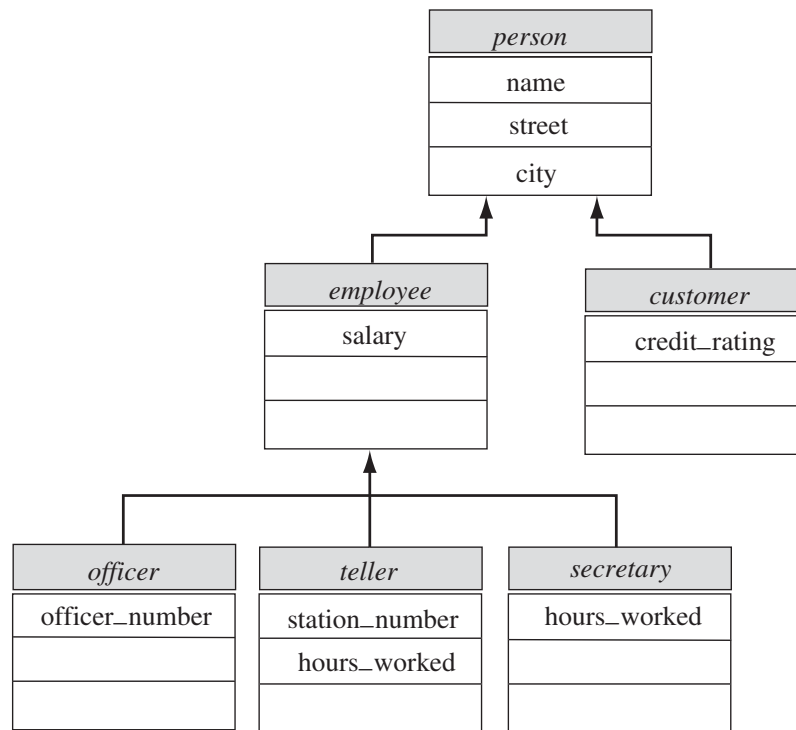 person
name
street
city
employee
salary
customer
credit_rating
officer
officer_number
teller
station_number
hours_worked
secretary
hours_worked